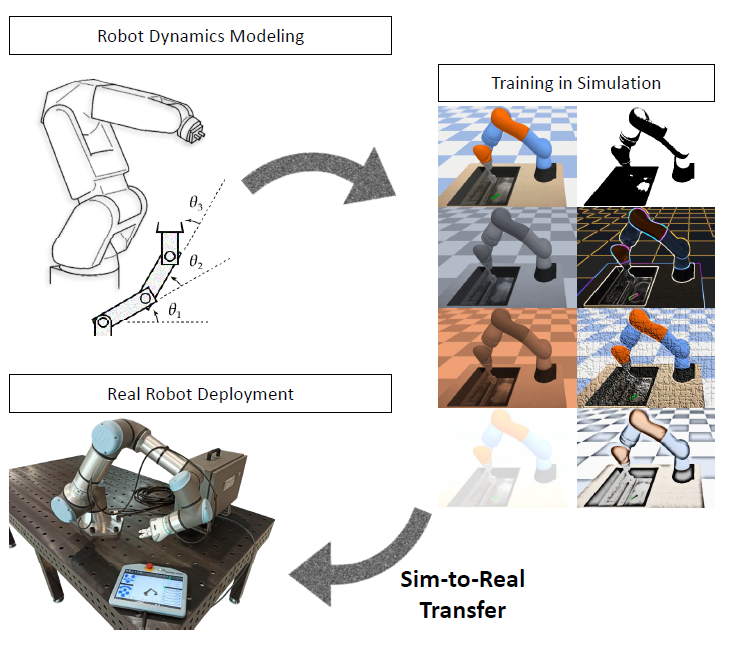 Robot Dynamics Modeling
Training in Simulation
θ3
θ2
θ1
Real Robot Deployment
Sim-to-Real
Transfer